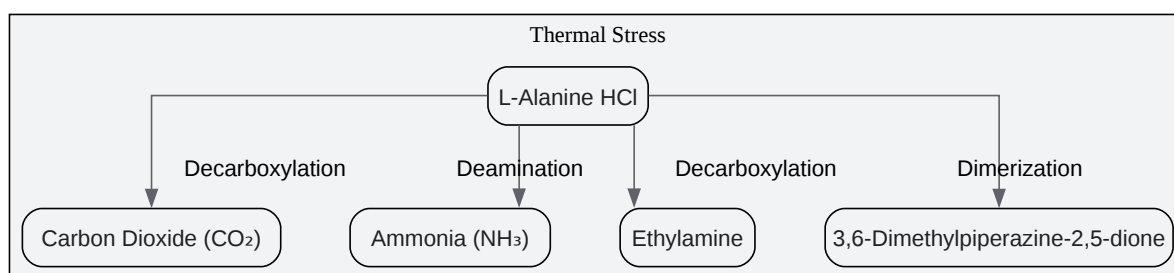 Thermal Stress
L-Alanine HCl
Decarboxylation
Deamination
Decarboxylation
Dimerization
Carbon Dioxide (CO₂)
Ammonia (NH₃)
Ethylamine
3,6-Dimethylpiperazine-2,5-dione